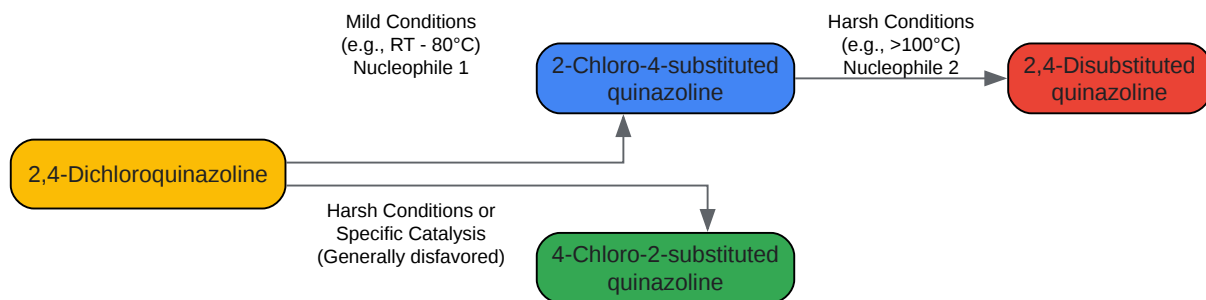 Mild Conditions
(e.g., RT - 80°C)
Nucleophile 1
2-Chloro-4-substituted
quinazoline
Harsh Conditions
(e.g., >100°C)
Nucleophile 2
2,4-Disubstituted
quinazoline
2,4-Dichloroquinazoline
Harsh Conditions or
Specific Catalysis
(Generally disfavored)
4-Chloro-2-substituted
quinazoline